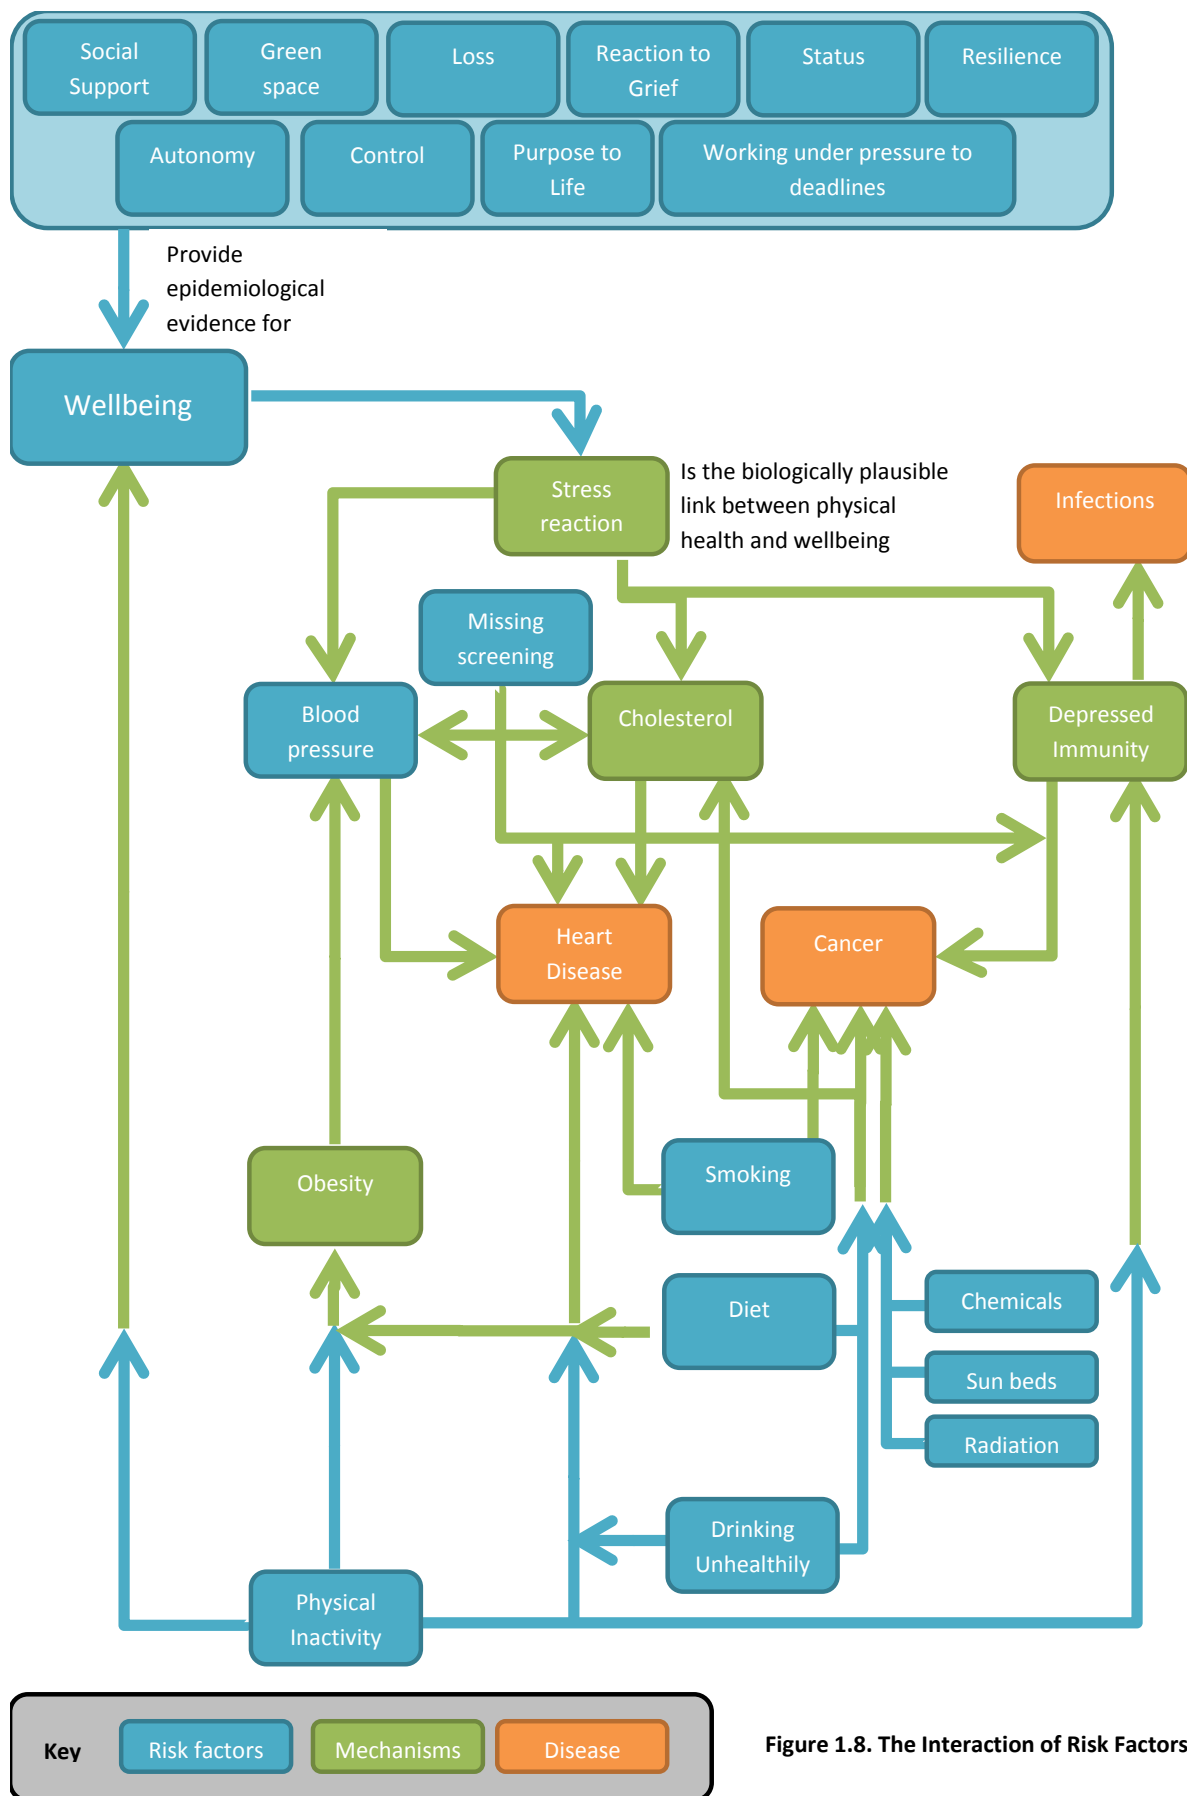 Social
Support
Green
space
Loss
Reaction to
Grief
Status
Resilience
Autonomy
Control
Purpose to
Life
Working under pressure to
deadlines
Provide
epidemiological
evidence for
Wellbeing
Stress
reaction
Is the biologically plausible
link between physical
health and wellbeing
Infections
Missing
screening
Blood
pressure
Cholesterol
Depressed
Immunity
Heart
Disease
Cancer
Obesity
Smoking
Diet
Chemicals
Sun beds
Radiation
Drinking
Unhealthily
Physical
Inactivity
Key
Risk factors
Mechanisms
Disease
Figure 1.8. The Interaction of Risk Factors